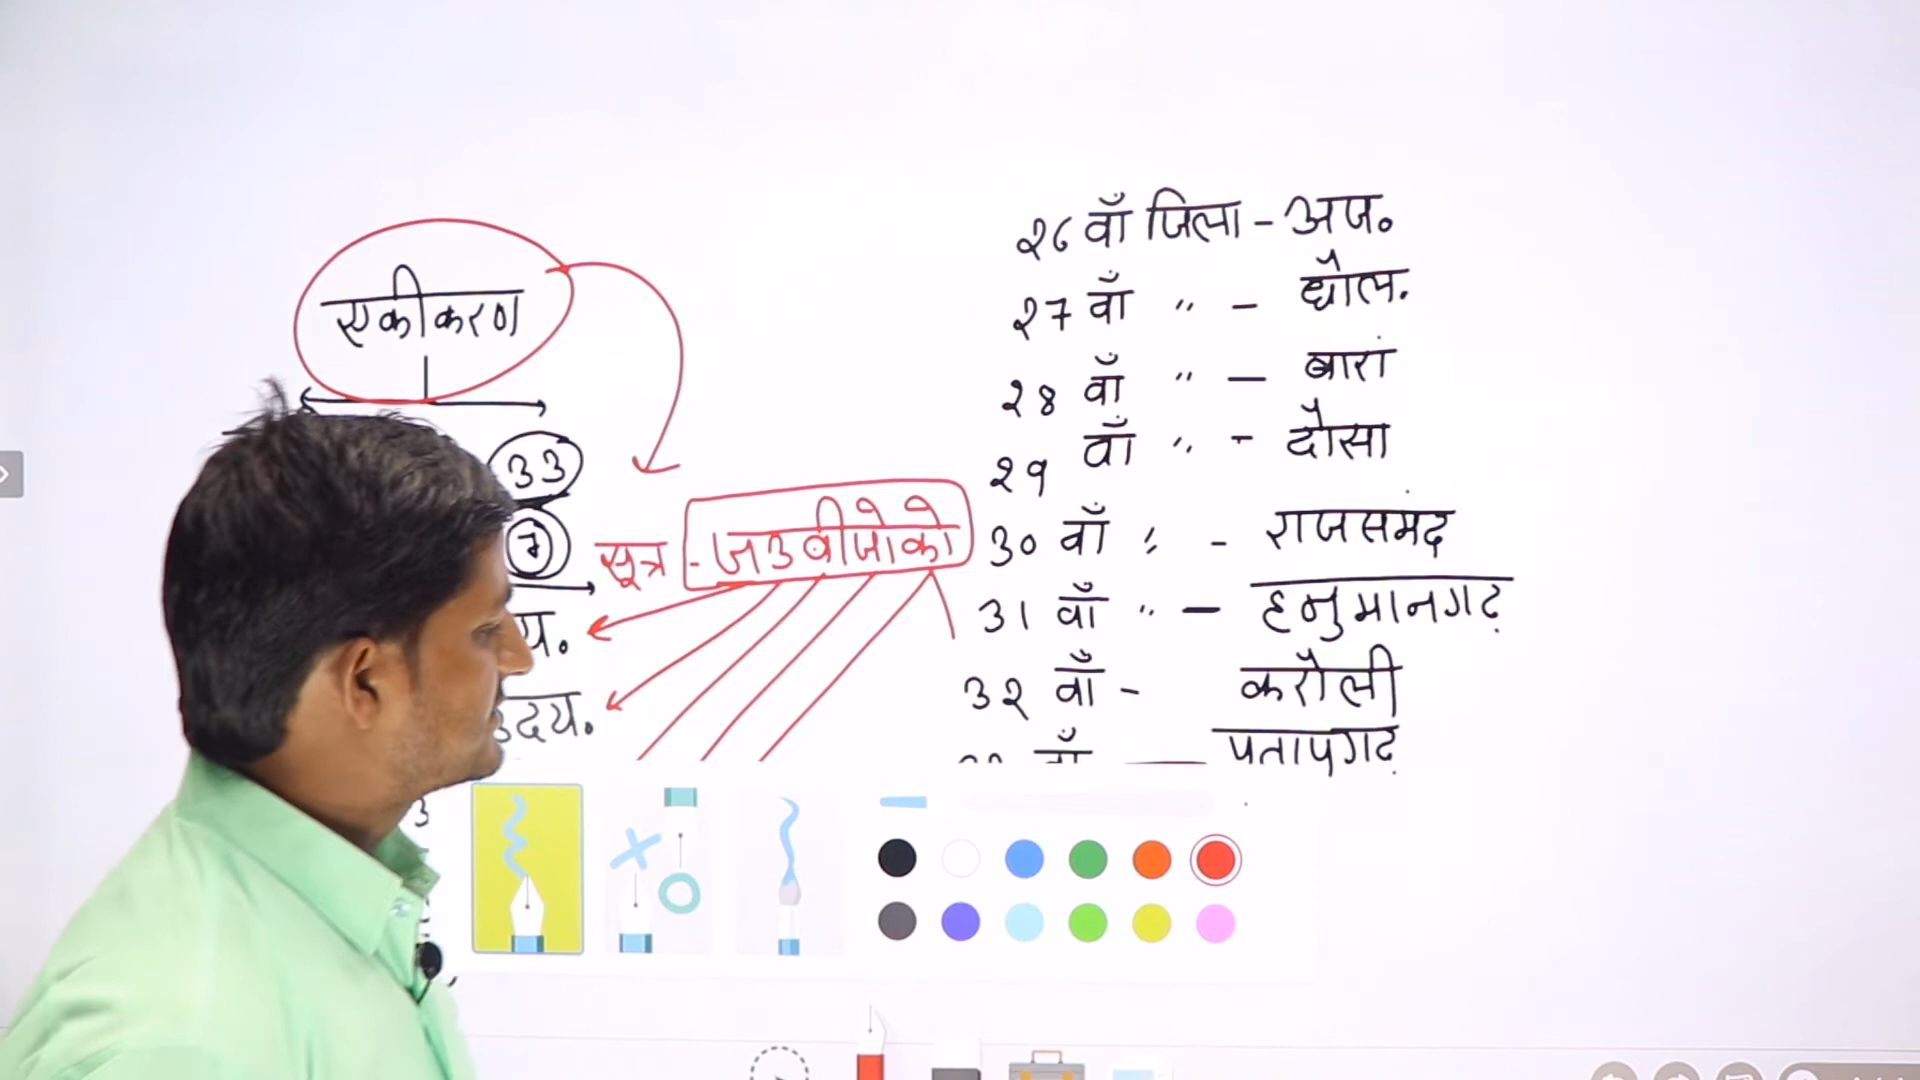 एकीकरण
33
7
सूत्र - जउबीजोको
य.
उदय.
26 वाँ जिला - अज.
27 वाँ " - धौल.
28 वाँ " - बारां
29 वाँ " - दौसा
30 वाँ " - राजसमंद
31 वाँ " - हनुमानगढ़
32 वाँ - करौली
वाँ — प्रतापगढ़
3